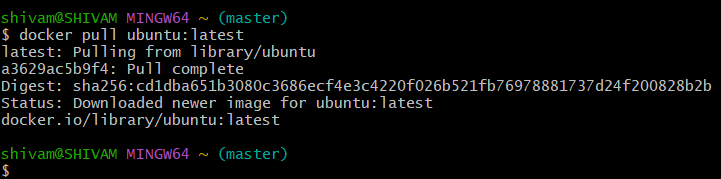 shivam@SHIVAM MINGW64 ~ (master)
$ docker pull ubuntu:latest
latest: Pulling from library/ubuntu
a3629ac5b9f4: Pull complete
Digest: sha256:cd1dba651b3080c3686ecf4e3c4220f026b521fb76978881737d24f200828b2b
Status: Downloaded newer image for ubuntu:latest
docker.io/library/ubuntu:latest
shivam@SHIVAM MINGW64 ~ (master)
$